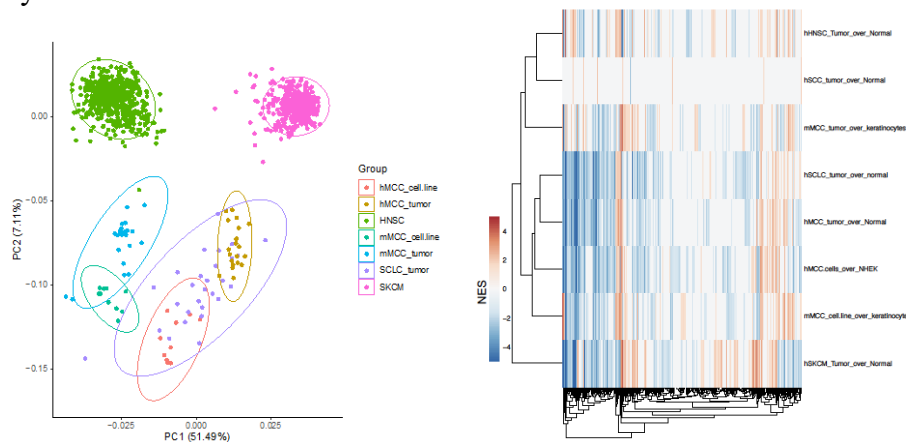 y
0.00
−0.05
−0.10
−0.15
PC2 (7.11%)
−0.025
0.000
0.025
PC1 (51.49%)
Group
hMCC_cell.line
hMCC_tumor
HNSC
mMCC_cell.line
mMCC_tumor
SCLC_tumor
SKCM
NES
4
2
0
−2
−4
hHNSC_Tumor_over_Normal
hSCC_tumor_over_Normal
mMCC_tumor_over_keratinocytes
hSCLC_tumor_over_normal
hMCC_tumor_over_Normal
hMCC.cells_over_NHEK
mMCC_cell.line_over_keratinocyte
hSKCM_Tumor_over_Normal